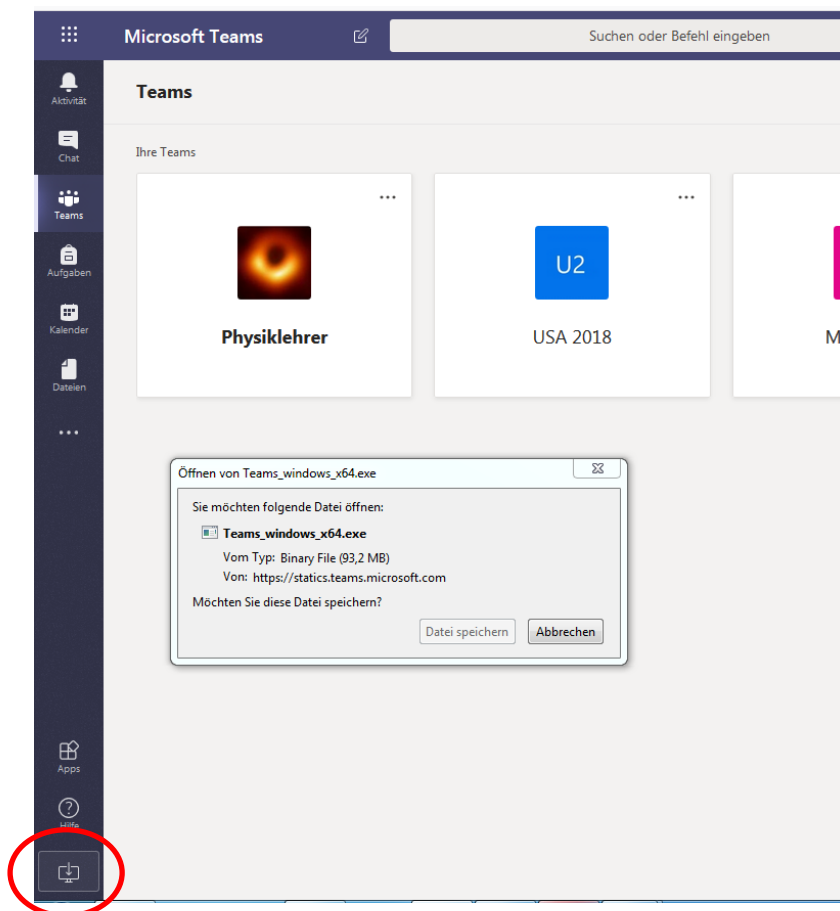 Microsoft Teams
Suchen oder Befehl eingeben
Aktivität
Chat
Teams
Aufgaben
Kalender
Dateien
Teams
Ihre Teams
Physiklehrer
U2
USA 2018
M
Öffnen von Teams_windows_x64.exe
Sie möchten folgende Datei öffnen:
Teams_windows_x64.exe
Vom Typ: Binary File (93,2 MB)
Von: https://statics.teams.microsoft.com
Möchten Sie diese Datei speichern?
Datei speichern
Abbrechen
Apps
Hilfe